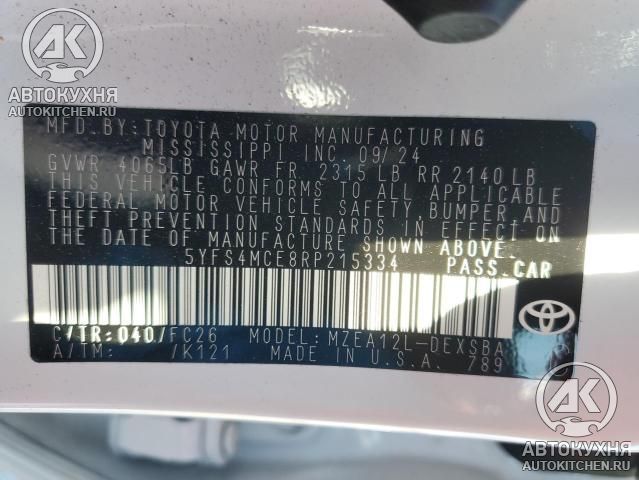 AK
АВТОКУХНЯ
AUTOKITCHEN.RU
MFD. BY: TOYOTA MOTOR MANUFACTURING
MISSISSIPPI INC. 09/24
GVWR 4065LB GAWR FR 2315 LB RR 2140 LB
THIS VEHICLE CONFORMS TO ALL APPLICABLE
FEDERAL MOTOR VEHICLE SAFETY, BUMPER, AND
THEFT PREVENTION STANDARDS IN EFFECT ON
THE DATE OF MANUFACTURE SHOWN ABOVE.
5YFS4MCE8RP215334 PASS. CAR
C/TR: 040/FC26 MODEL: MZEA12L-DEXSBA
A/TM: /K121 MADE IN U.S.A. 789
AK
АВТОКУХНЯ
AUTOKITCHEN.RU